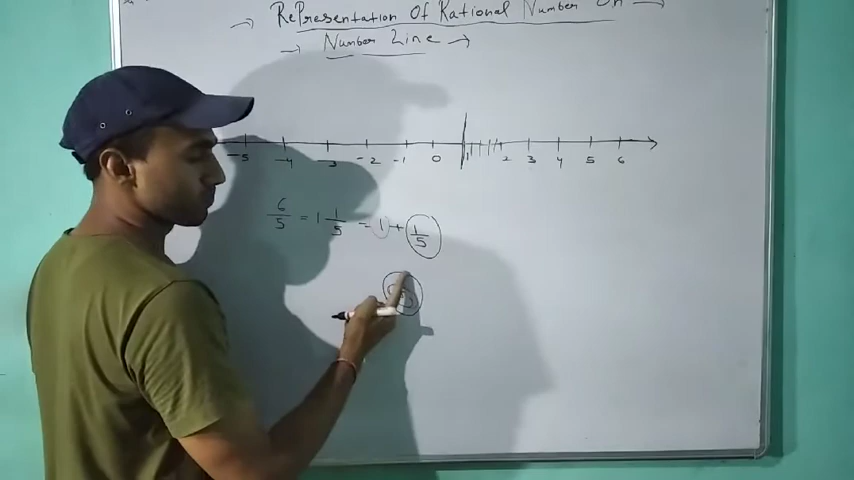 → Representation Of Rational Number On →
→ Number Line →
-5 -4 -3 -2 -1 0 1 2 3 4 5 6
6/5 = 1 1/5 = 1 + 1/5